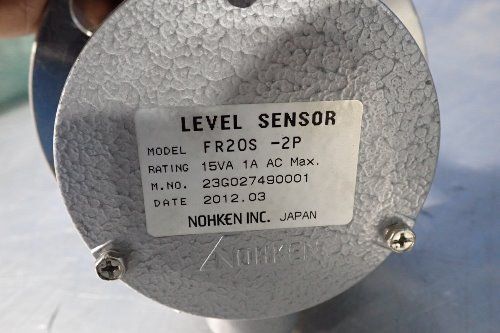 LEVEL SENSOR
MODEL FR20S -2P
RATING 15VA 1A AC Max.
M.NO. 23G027490001
DATE 2012.03
NOHKEN INC. JAPAN
NOHKEN